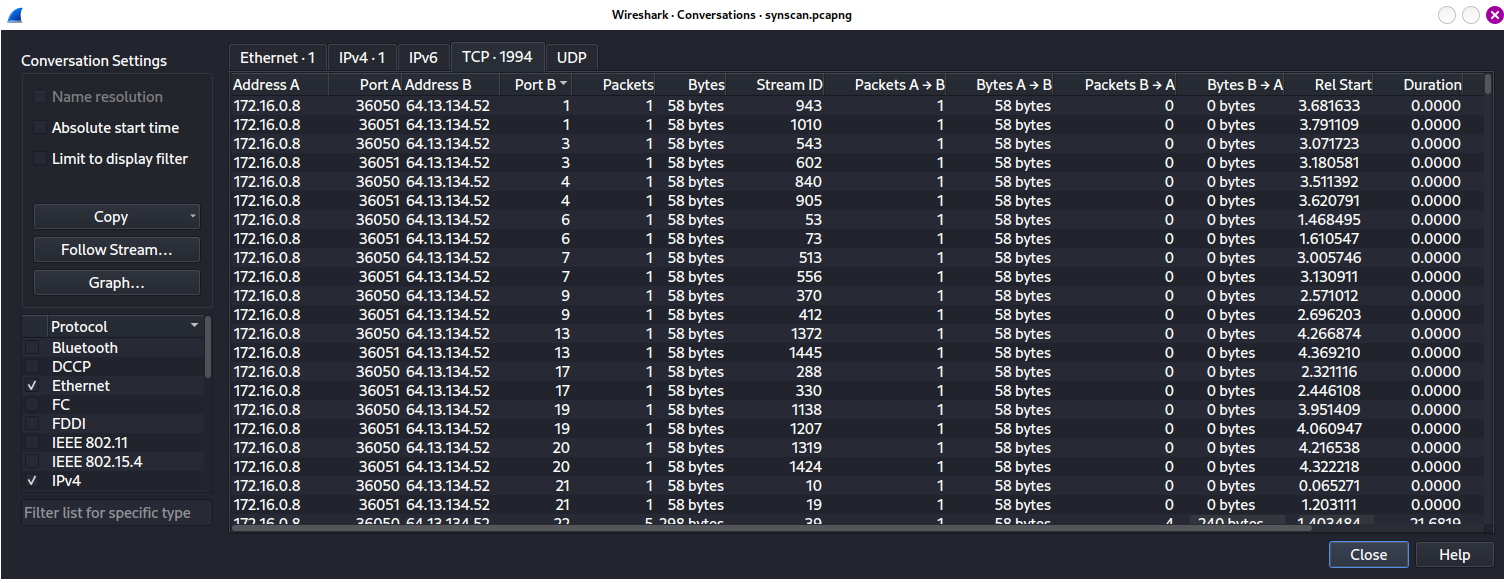 Wireshark · Conversations · synscan.pcapng
Conversation Settings
Name resolution
Absolute start time
Limit to display filter
Copy
Follow Stream…
Graph…
Protocol
Bluetooth
DCCP
Ethernet
FC
FDDI
IEEE 802.11
IEEE 802.15.4
IPv4
Filter list for specific type
Ethernet · 1 IPv4 · 1 IPv6 TCP · 1994 UDP
Address A Port A Address B Port B Packets Bytes Stream ID Packets A → B Bytes A → B Packets B → A Bytes B → A Rel Start Duration
172.16.0.8 36050 64.13.134.52 1 1 58 bytes 943 1 58 bytes 0 0 bytes 3.681633 0.0000
172.16.0.8 36051 64.13.134.52 1 1 58 bytes 1010 1 58 bytes 0 0 bytes 3.791109 0.0000
172.16.0.8 36050 64.13.134.52 3 1 58 bytes 543 1 58 bytes 0 0 bytes 3.071723 0.0000
172.16.0.8 36051 64.13.134.52 3 1 58 bytes 602 1 58 bytes 0 0 bytes 3.180581 0.0000
172.16.0.8 36050 64.13.134.52 4 1 58 bytes 840 1 58 bytes 0 0 bytes 3.511392 0.0000
172.16.0.8 36051 64.13.134.52 4 1 58 bytes 905 1 58 bytes 0 0 bytes 3.620791 0.0000
172.16.0.8 36050 64.13.134.52 6 1 58 bytes 53 1 58 bytes 0 0 bytes 1.468495 0.0000
172.16.0.8 36051 64.13.134.52 6 1 58 bytes 73 1 58 bytes 0 0 bytes 1.610547 0.0000
172.16.0.8 36050 64.13.134.52 7 1 58 bytes 513 1 58 bytes 0 0 bytes 3.005746 0.0000
172.16.0.8 36051 64.13.134.52 7 1 58 bytes 556 1 58 bytes 0 0 bytes 3.130911 0.0000
172.16.0.8 36050 64.13.134.52 9 1 58 bytes 370 1 58 bytes 0 0 bytes 2.571012 0.0000
172.16.0.8 36051 64.13.134.52 9 1 58 bytes 412 1 58 bytes 0 0 bytes 2.696203 0.0000
172.16.0.8 36050 64.13.134.52 13 1 58 bytes 1372 1 58 bytes 0 0 bytes 4.266874 0.0000
172.16.0.8 36051 64.13.134.52 13 1 58 bytes 1445 1 58 bytes 0 0 bytes 4.369210 0.0000
172.16.0.8 36050 64.13.134.52 17 1 58 bytes 288 1 58 bytes 0 0 bytes 2.321116 0.0000
172.16.0.8 36051 64.13.134.52 17 1 58 bytes 330 1 58 bytes 0 0 bytes 2.446108 0.0000
172.16.0.8 36050 64.13.134.52 19 1 58 bytes 1138 1 58 bytes 0 0 bytes 3.951409 0.0000
172.16.0.8 36051 64.13.134.52 19 1 58 bytes 1207 1 58 bytes 0 0 bytes 4.060947 0.0000
172.16.0.8 36050 64.13.134.52 20 1 58 bytes 1319 1 58 bytes 0 0 bytes 4.216538 0.0000
172.16.0.8 36051 64.13.134.52 20 1 58 bytes 1424 1 58 bytes 0 0 bytes 4.322218 0.0000
172.16.0.8 36050 64.13.134.52 21 1 58 bytes 10 1 58 bytes 0 0 bytes 0.065271 0.0000
172.16.0.8 36051 64.13.134.52 21 1 58 bytes 19 1 58 bytes 0 0 bytes 1.203111 0.0000
172.16.0.8 36050 64.13.134.52 22 5 298 bytes 39 1 58 bytes 4 240 bytes 1.403484 21.6819
Close Help